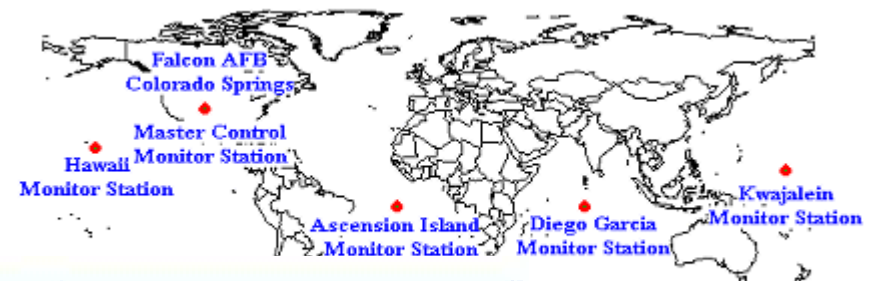 Falcon AFB
Colorado Springs
Master Control
Monitor Station
Hawaii
Monitor Station
Ascension Island
Monitor Station
Diego Garcia
Monitor Station
Kwajalein
Monitor Station